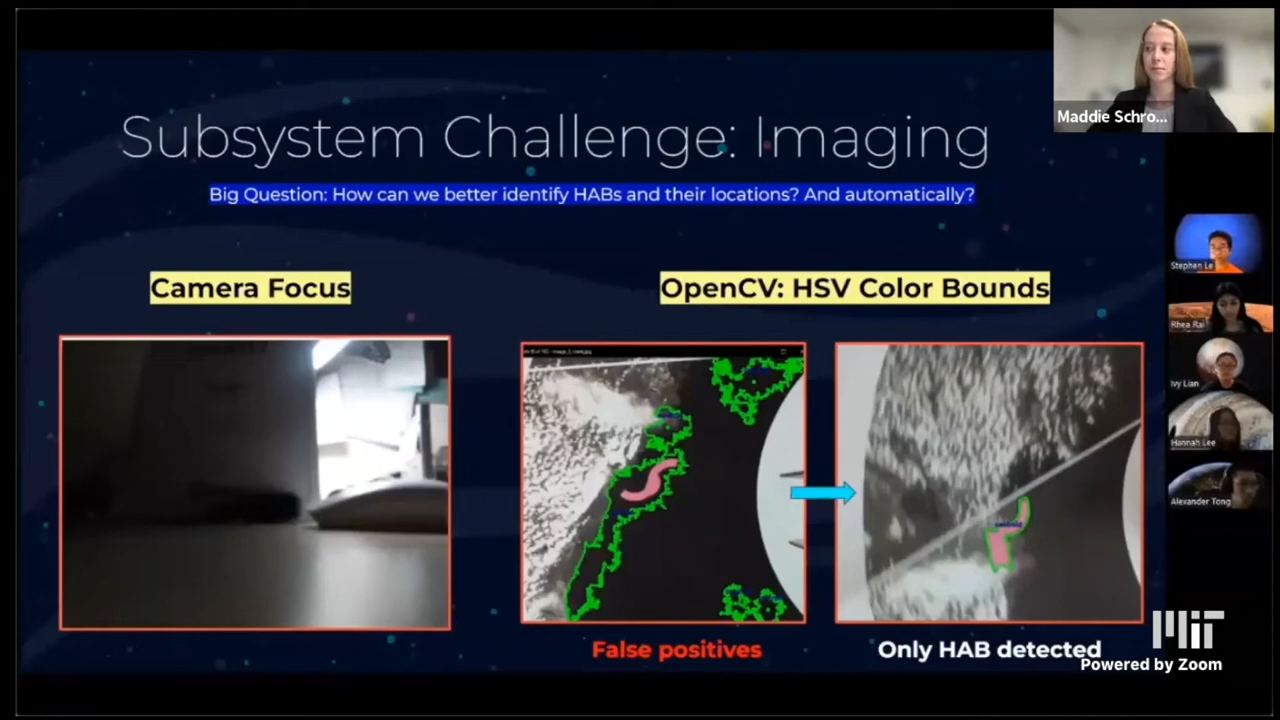 Subsystem Challenge: Imaging
Big Question: How can we better identify HABs and their locations? And automatically?
Camera Focus
OpenCV: HSV Color Bounds
False positives
Only HAB detected
Maddie Schro...
Stephen Le
Rhea Rai
Ivy Lian
Hannah Lee
Alexander Tong
MIT
Powered by Zoom